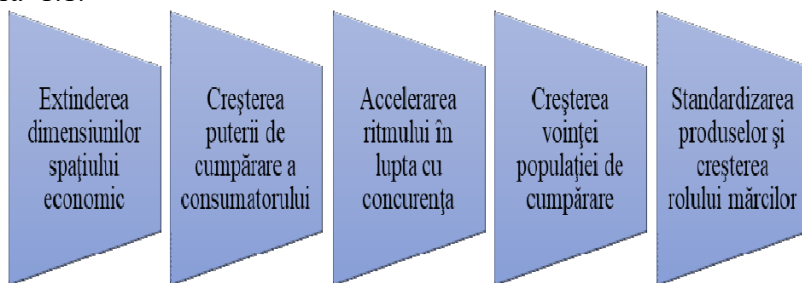 Extinderea
dimensiunilor
spaţiului
economic
Creşterea
puterii de
cumpărare a
consumatorului
Accelerarea
ritmului în
lupta cu
concurenţa
Creşterea
voinţei
populaţiei de
cumpărare
Standardizarea
produselor şi
creşterea
rolului mărcilor